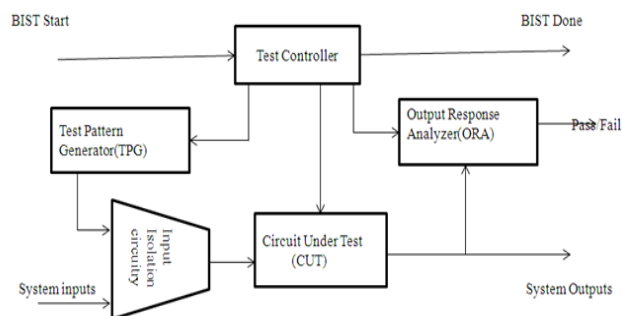 BIST Start
BIST Done
Test Controller
Test Pattern
Generator(TPG)
Output Response
Analyzer(ORA)
Pass/Fail
Input
Isolation
circuitry
Circuit Under Test
(CUT)
System inputs
System Outputs